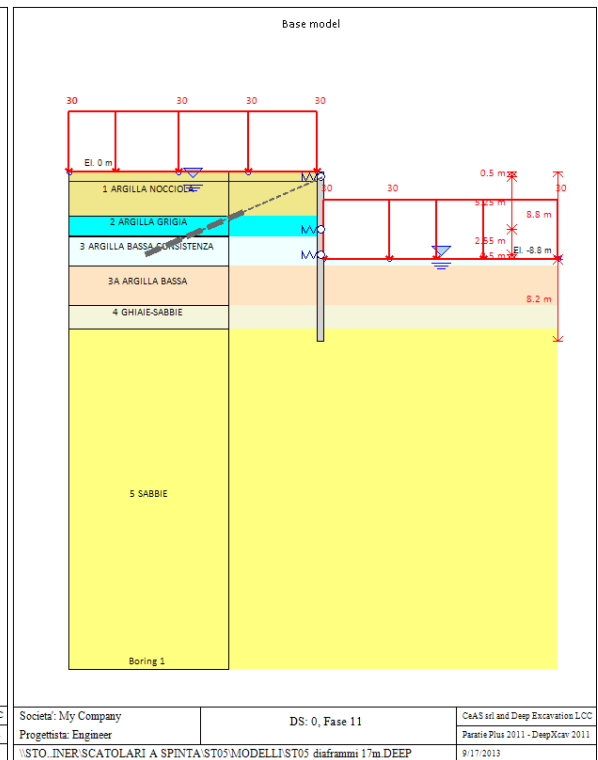 Base model
30 30 30 30
El. 0 m
0.5 m
1 ARGILLA NOCCIOLA
30 30 30
5.25 m
8.8 m
2 ARGILLA GRIGIA
3 ARGILLA BASSA CONSISTENZA
2.55 m
El. -8.8 m
3A ARGILLA BASSA
8.2 m
4 GHIAIE-SABBIE
5 SABBIE
Boring 1
Societa': My Company
DS: 0, Fase 11
CeAS srl and Deep Excavation LCC
Progettista: Engineer
Paratie Plus 2011 - DeepXcav 2011
\\STO..INER\SCATOLARI A SPINTA\ST05\MODELLI\ST05 diaframmi 17m.DEEP
9/17/2013